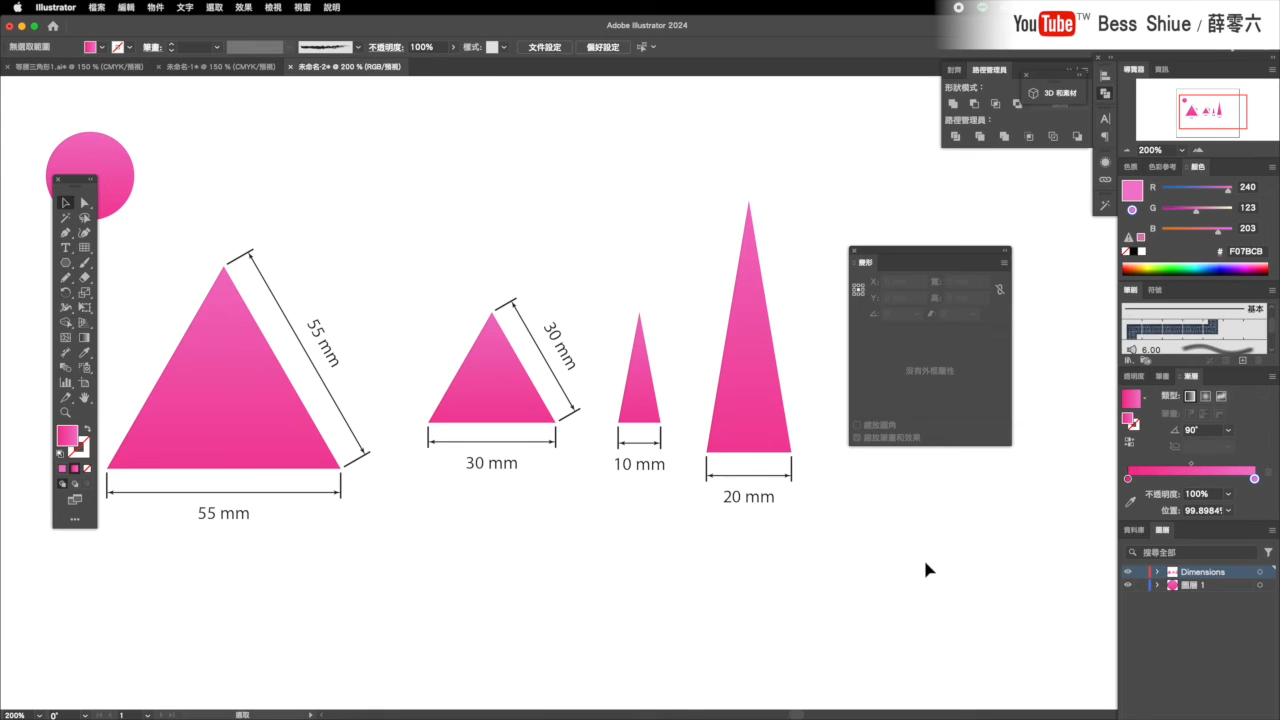 Illustrator 檔案 編輯 物件 文字 選取 效果 檢視 視窗 說明
Adobe Illustrator 2024
YouTube TW Bess Shiue / 薛零六
無選取範圍 筆畫: 不透明度: 100% 樣式: 文件設定 偏好設定
等腰三角形1.ai* @ 150 % (CMYK/預視) 未命名-1* @ 150 % (CMYK/預視) 未命名-2* @ 200 % (RGB/預視)
對齊 路徑管理員
形狀模式:
3D 和素材
路徑管理員:
導覽器 資訊
200%
色票 色彩參考 顏色
R 240
G 123
B 203
# F07BCB
筆刷 符號
基本
6.00
透明度 筆畫 漸層
類型:
筆畫:
90°
不透明度: 100%
位置: 99.8984%
資料庫 圖層
搜尋全部
Dimensions
圖層 1
變形
X: 寬:
Y: 高:
沒有外框屬性
縮放圓角
縮放筆畫和效果
55 mm
30 mm
55 mm
30 mm
10 mm
20 mm
200% 0° 1 選取